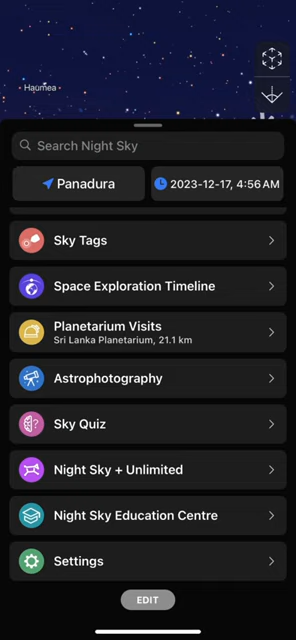 Haumea
Search Night Sky
Panadura
2023-12-17, 4:56 AM
Sky Tags
Space Exploration Timeline
Planetarium Visits
Sri Lanka Planetarium, 21.1 km
Astrophotography
Sky Quiz
Night Sky + Unlimited
Night Sky Education Centre
Settings
EDIT